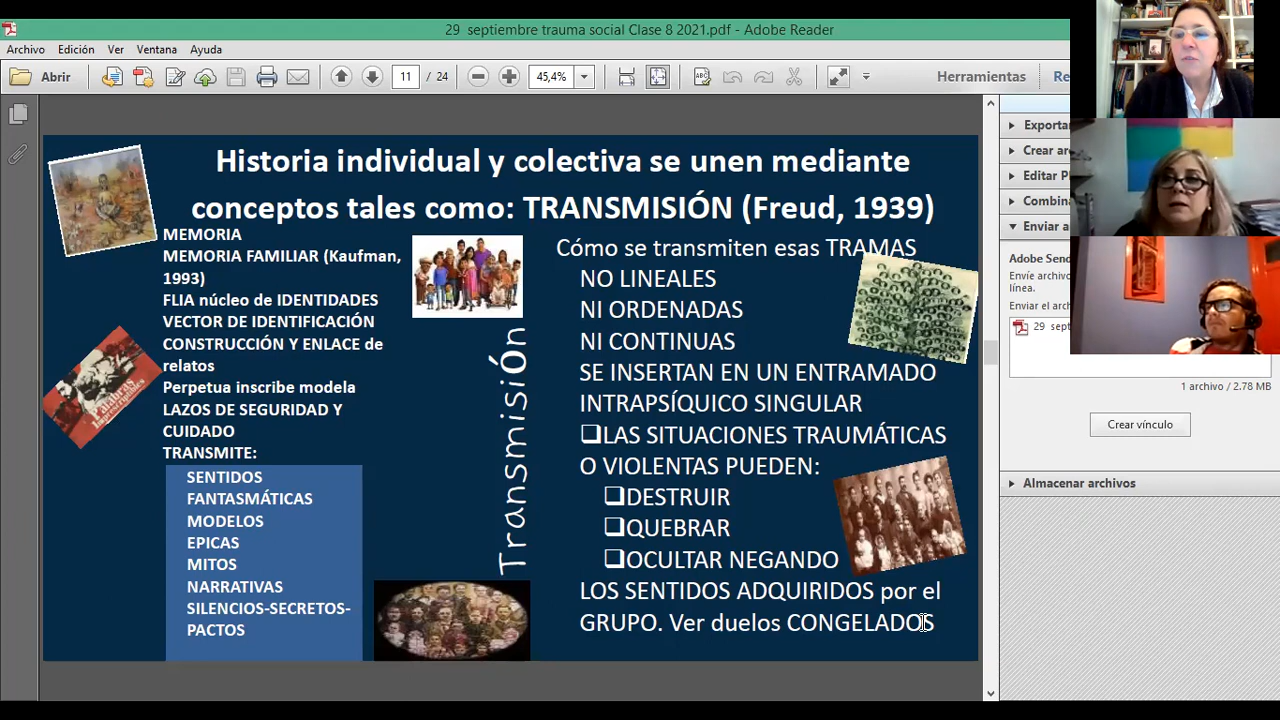 29 septiembre trauma social Clase 8 2021.pdf - Adobe Reader
Archivo Edición Ver Ventana Ayuda
Abrir 11 / 24 45,4% Herramientas
Historia individual y colectiva se unen mediante
conceptos tales como: TRANSMISIÓN (Freud, 1939)
MEMORIA
MEMORIA FAMILIAR (Kaufman,
1993)
FLIA núcleo de IDENTIDADES
VECTOR DE IDENTIFICACIÓN
CONSTRUCCIÓN Y ENLACE de
relatos
Perpetua inscribe modela
LAZOS DE SEGURIDAD Y
CUIDADO
TRANSMITE:
SENTIDOS
FANTASMÁTICAS
MODELOS
EPICAS
MITOS
NARRATIVAS
SILENCIOS-SECRETOS-
PACTOS
Palabras
Transmisión
Cómo se transmiten esas TRAMAS
NO LINEALES
NI ORDENADAS
NI CONTINUAS
SE INSERTAN EN UN ENTRAMADO
INTRAPSÍQUICO SINGULAR
LAS SITUACIONES TRAUMÁTICAS
O VIOLENTAS PUEDEN:
DESTRUIR
QUEBRAR
OCULTAR NEGANDO
LOS SENTIDOS ADQUIRIDOS por el
GRUPO. Ver duelos CONGELADOS
Exportar
Crear ar
Editar P
Combina
Enviar a
Adobe Send
Envíe archivo
línea.
Enviar el arch
29 sept
1 archivo / 2.78 MB
Crear vínculo
Almacenar archivos